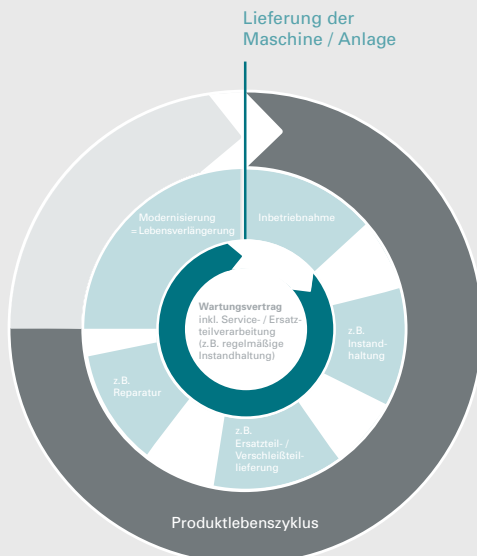 Lieferung der
Maschine / Anlage
Modernisierung
= Lebensverlängerung
Inbetriebnahme
Wartungsvertrag
inkl. Service- / Ersatz-
teilverarbeitung
(z.B. regelmäßige
Instandhaltung)
z.B.
Instand-
haltung
z.B.
Reparatur
z.B.
Ersatzteil- /
Verschleißteil-
lieferung
Produktlebenszyklus